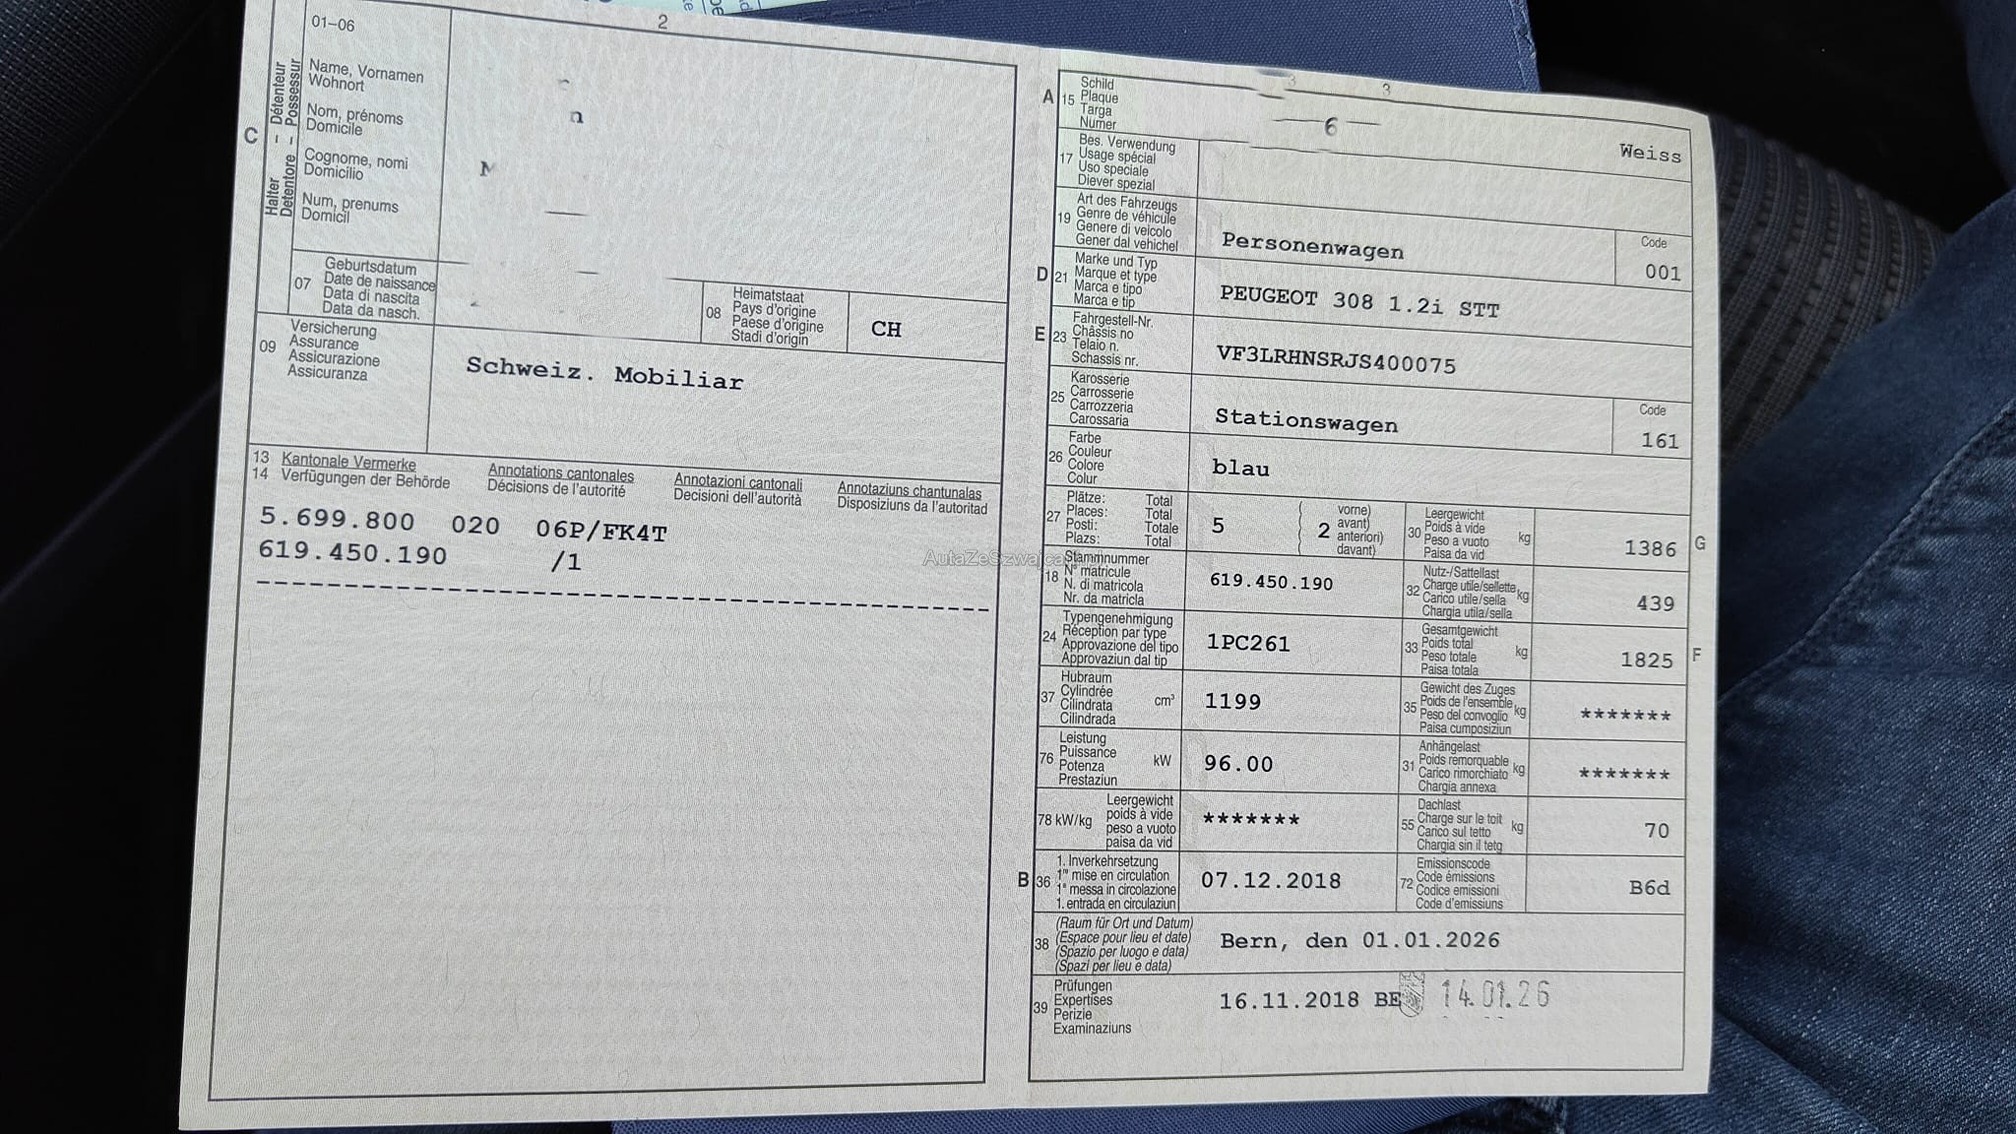 2
01–06
Halter – Détenteur
Detentore – Possessur
C
Name, Vornamen
Wohnort
Nom, prénoms
Domicile
Cognome, nomi
Domicilio
Num, prenums
Domicil
n
M
07
Geburtsdatum
Date de naissance
Data di nascita
Data da nasch.
08
Heimatstaat
Pays d'origine
Paese d'origine
Stadi d'origin
CH
09
Versicherung
Assurance
Assicurazione
Assicuranza
Schweiz. Mobiliar
13 Kantonale Vermerke Annotations cantonales Annotazioni cantonali Annotaziuns chantunalas
14 Verfügungen der Behörde Décisions de l'autorité Decisioni dell'autorità Disposiziuns da l'autoritad
5.699.800 020 06P/FK4T
619.450.190 /1
3 3
A 15
Schild
Plaque
Targa
Numer
6
Weiss
17
Bes. Verwendung
Usage spécial
Uso speciale
Diever spezial
19
Art des Fahrzeugs
Genre de véhicule
Genere di veicolo
Gener dal vehichel
Personenwagen
Code
001
D 21
Marke und Typ
Marque et type
Marca e tipo
Marca e tip
PEUGEOT 308 1.2i STT
E 23
Fahrgestell-Nr.
Châssis no
Telaio n.
Schassis nr.
VF3LRHNSRJS400075
25
Karosserie
Carrosserie
Carrozzeria
Carossaria
Stationswagen
Code
161
26
Farbe
Couleur
Colore
Colur
blau
27
Plätze: Total
Places: Total
Posti: Totale
Plazs: Total
5
2
vorne)
avant)
anteriori)
davant)
30
Leergewicht
Poids à vide
Peso a vuoto
Paisa da vid
kg
1386
G
18
Stammnummer
N° matricule
N. di matricola
Nr. da matricla
619.450.190
32
Nutz-/Sattellast
Charge utile/sellette
Carico utile/sella
Chargia utila/sella
kg
439
24
Typengenehmigung
Réception par type
Approvazione del tipo
Approvaziun dal tip
1PC261
33
Gesamtgewicht
Poids total
Peso totale
Paisa totala
kg
1825
F
37
Hubraum
Cylindrée
Cilindrata
Cilindrada
cm³
1199
35
Gewicht des Zuges
Poids de l'ensemble
Peso del convoglio
Paisa cumposiziun
kg
*******
76
Leistung
Puissance
Potenza
Prestaziun
kW
96.00
31
Anhängelast
Poids remorquable
Carico rimorchiato
Chargia annexa
kg
*******
78 kW/kg
Leergewicht
poids à vide
peso a vuoto
paisa da vid
*******
55
Dachlast
Charge sur le toit
Carico sul tetto
Chargia sin il tetg
kg
70
B 36
1. Inverkehrsetzung
1re mise en circulation
1a messa in circolazione
1. entrada en circulaziun
07.12.2018
72
Emissionscode
Code émissions
Codice emissioni
Code d'emissiuns
B6d
38
(Raum für Ort und Datum)
(Espace pour lieu et date)
(Spazio per luogo e data)
(Spazi per lieu e data)
Bern, den 01.01.2026
39
Prüfungen
Expertises
Perizie
Examinaziuns
16.11.2018 BE 14.01.26